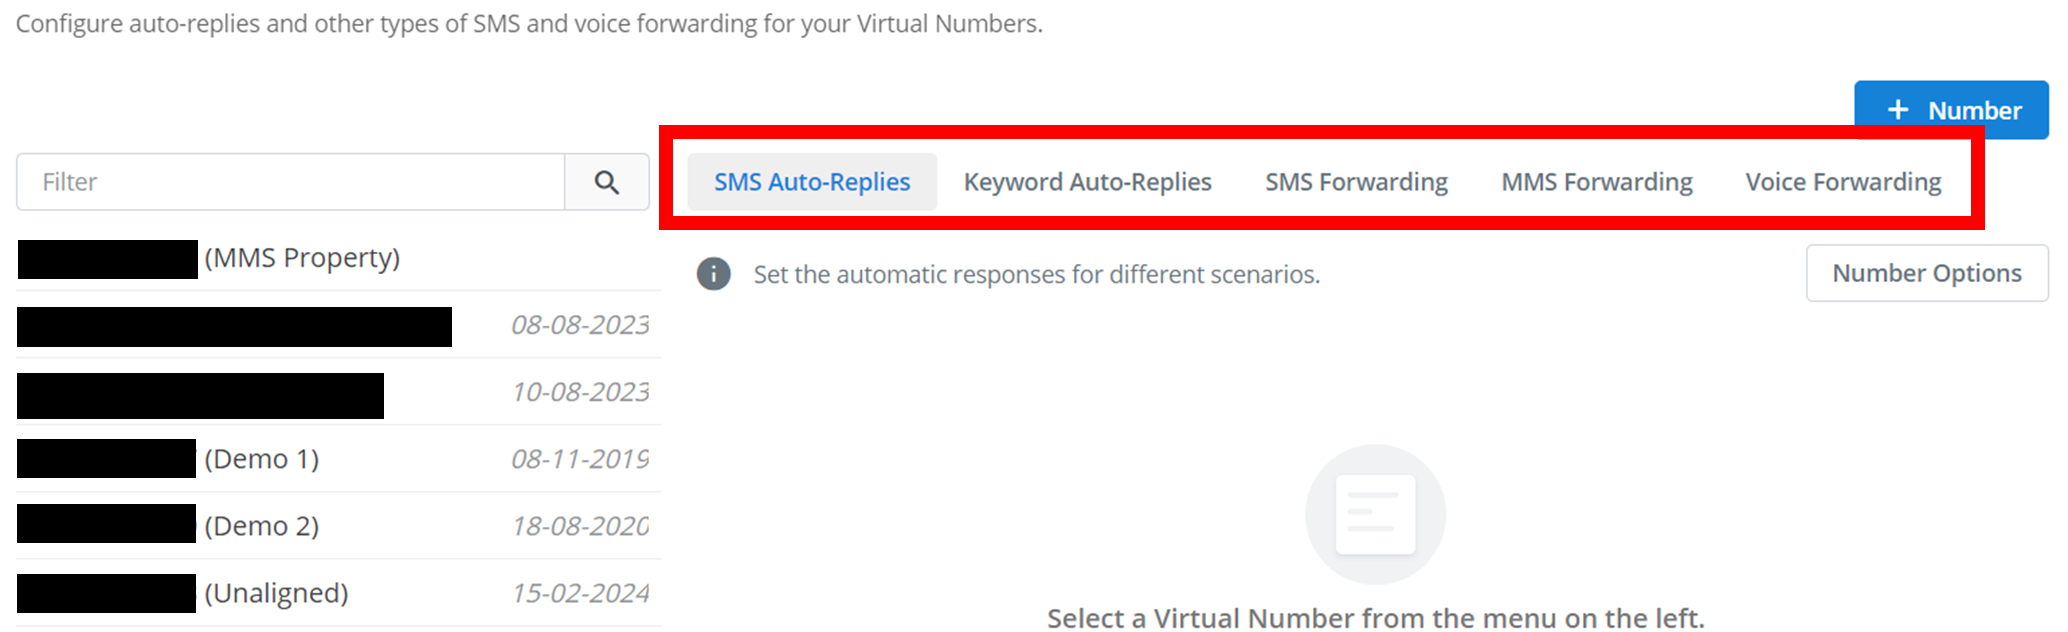 Configure auto-replies and other types of SMS and voice forwarding for your Virtual Numbers.
+ Number
Filter
SMS Auto-Replies Keyword Auto-Replies SMS Forwarding MMS Forwarding Voice Forwarding
(MMS Property)
Set the automatic responses for different scenarios.
Number Options
08-08-2023
10-08-2023
(Demo 1) 08-11-2019
(Demo 2) 18-08-2020
(Unaligned) 15-02-2024
Select a Virtual Number from the menu on the left.